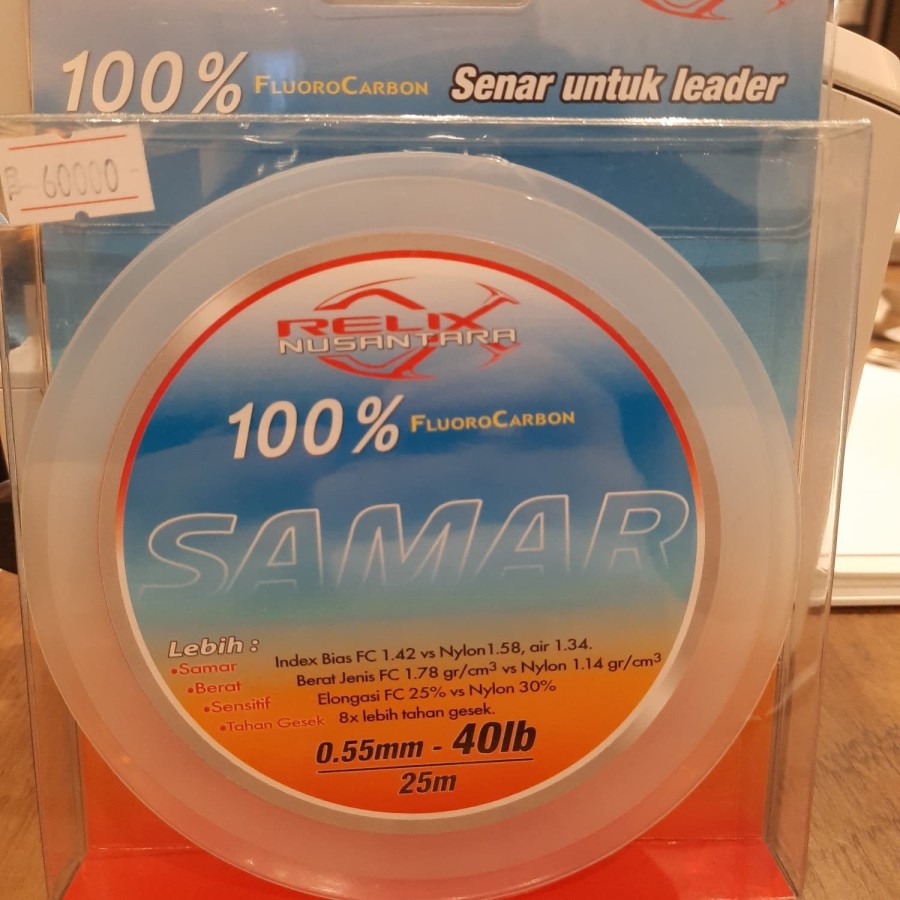 100% FluoroCarbon Senar untuk leader
60000
RELIX
NUSANTARA
100% FluoroCarbon
SAMAR
Lebih :
•Samar Index Bias FC 1.42 vs Nylon1.58, air 1.34.
•Berat Berat Jenis FC 1.78 gr/cm³ vs Nylon 1.14 gr/cm³
•Sensitif Elongasi FC 25% vs Nylon 30%
•Tahan Gesek 8x lebih tahan gesek.
0.55mm - 40lb
25m